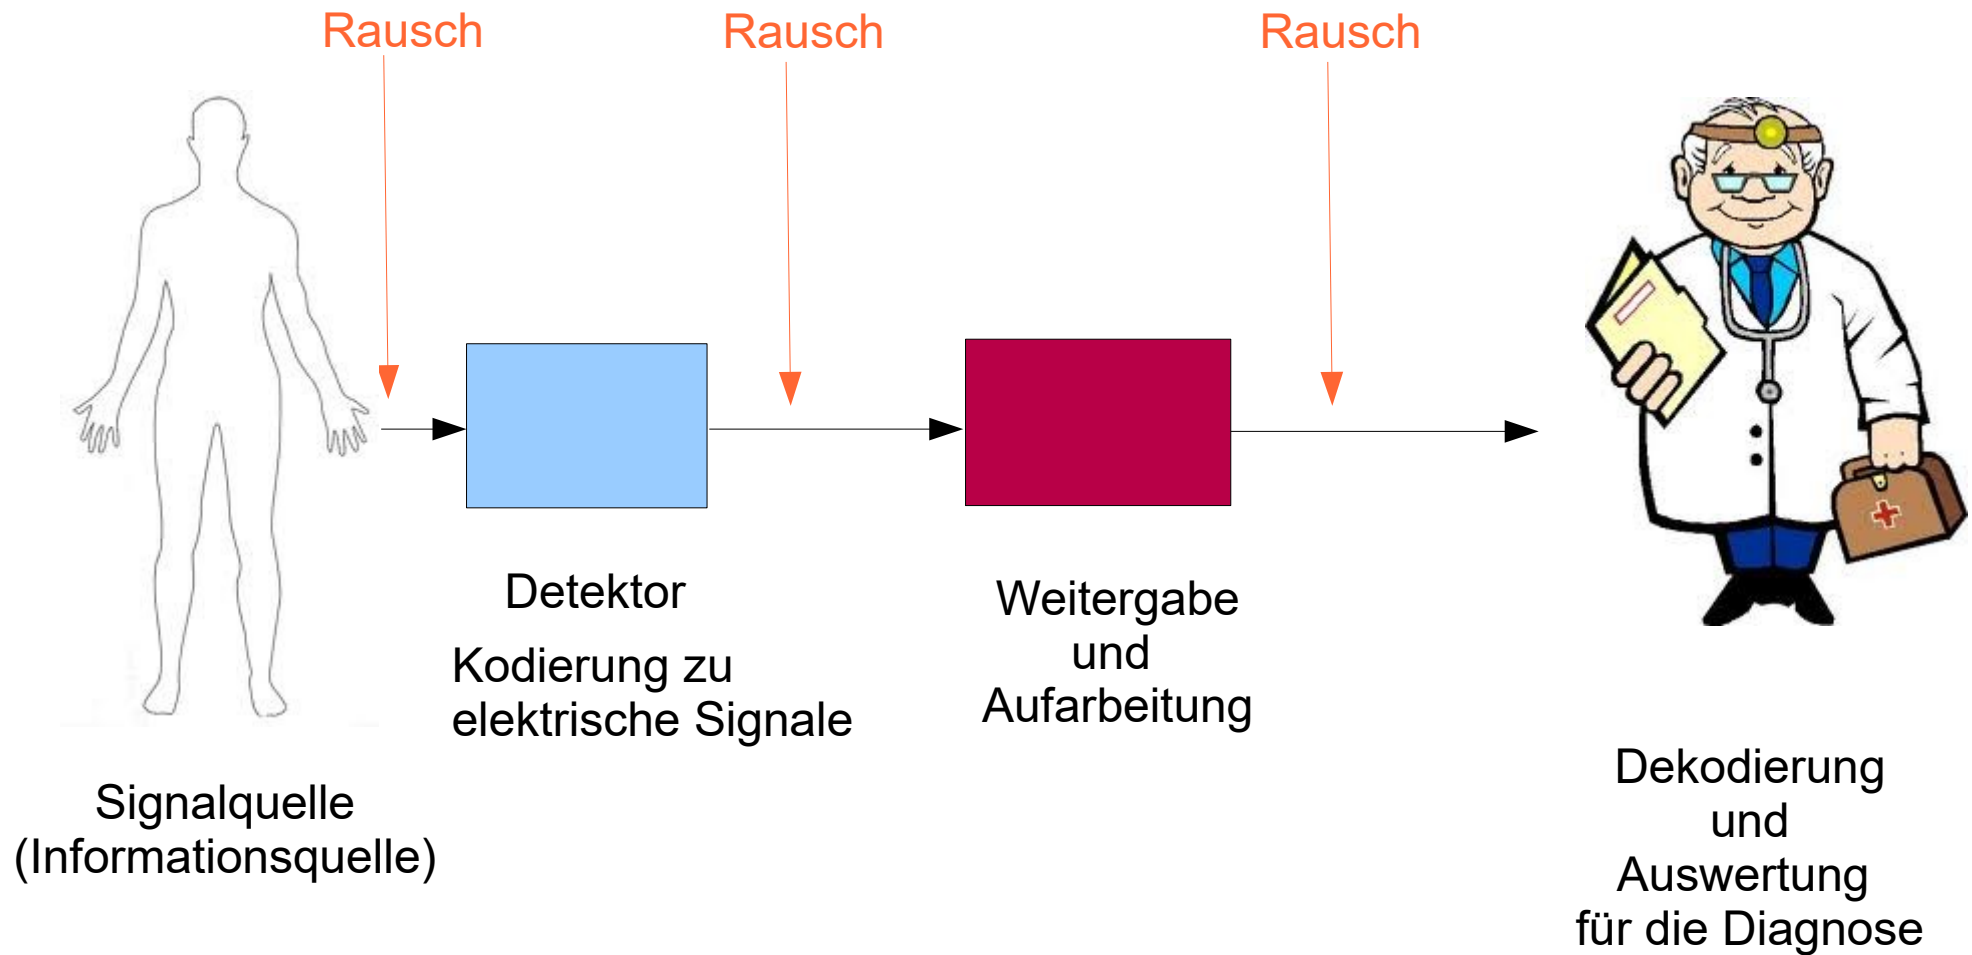 Rausch
Rausch
Rausch
Detektor
Kodierung zu
elektrische Signale
Weitergabe
und
Aufarbeitung
Signalquelle
(Informationsquelle)
Dekodierung
und
Auswertung
für die Diagnose